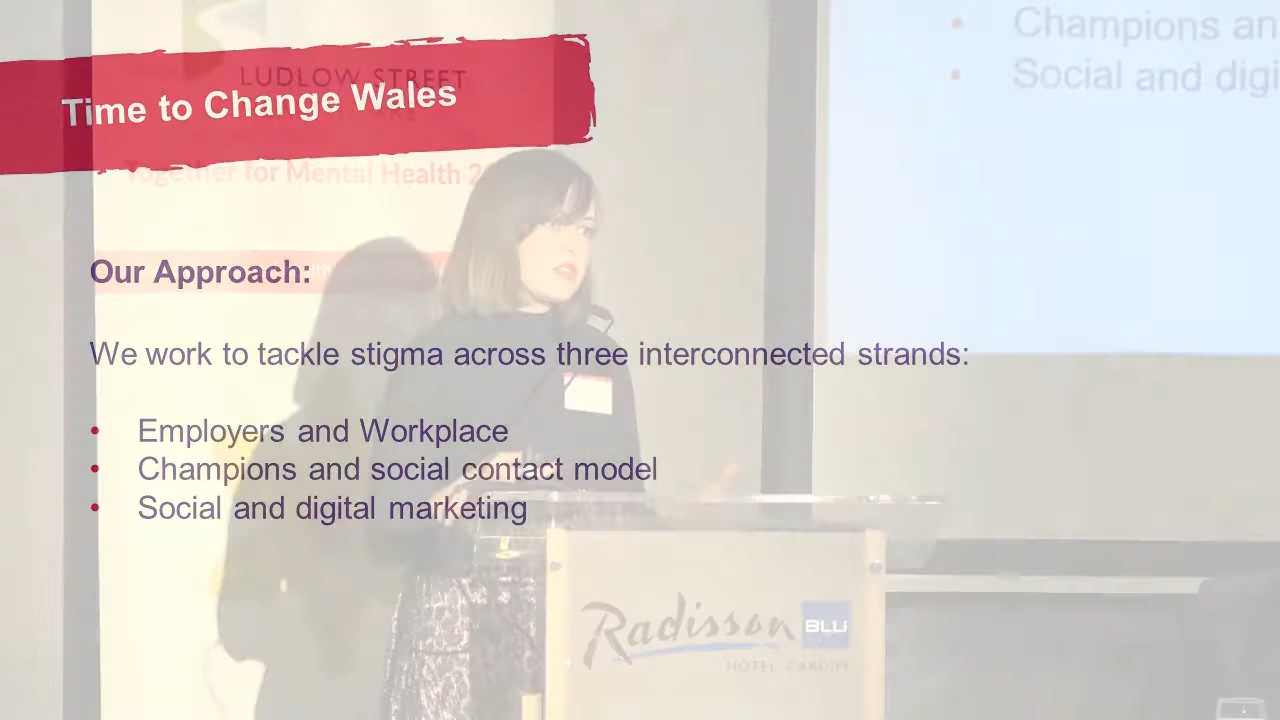 Champions an
Social and digi
LUDLOW STREET
Time to Change Wales
Together for Mental Health 2
Our Approach:
We work to tackle stigma across three interconnected strands:
• Employers and Workplace
• Champions and social contact model
• Social and digital marketing
Radisson BLU
HOTEL CARDIFF